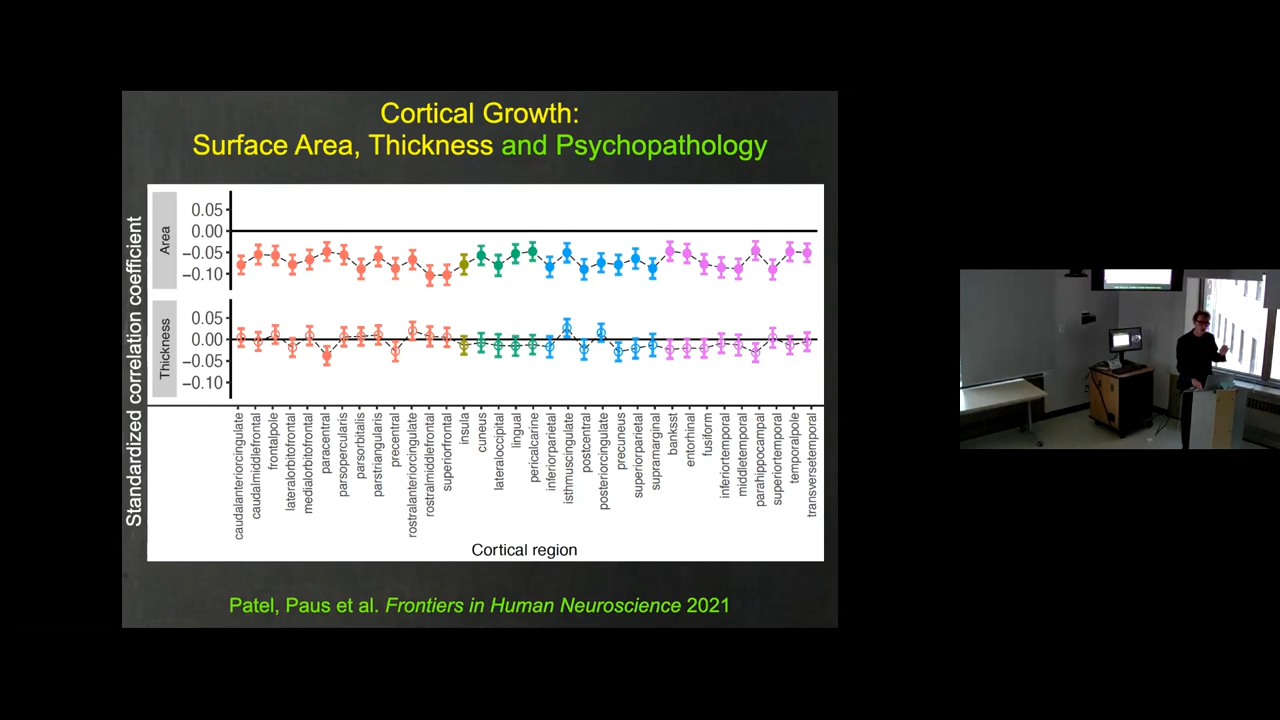 Cortical Growth:
Surface Area, Thickness and Psychopathology
Standardized correlation coefficient
Area
0.05
0.00
−0.05
−0.10
Thickness
0.05
0.00
−0.05
−0.10
caudalanteriorcingulate
caudalmiddlefrontal
frontalpole
lateralorbitofrontal
medialorbitofrontal
paracentral
parsopercularis
parsorbitalis
parstriangularis
precentral
rostralanteriorcingulate
rostralmiddlefrontal
superiorfrontal
insula
cuneus
lateraloccipital
lingual
pericalcarine
inferiorparietal
isthmuscingulate
postcentral
posteriorcingulate
precuneus
superiorparietal
supramarginal
banksst
entorhinal
fusiform
inferiortemporal
middletemporal
parahippocampal
superiortemporal
temporalpole
transversetemporal
Cortical region
Patel, Paus et al. Frontiers in Human Neuroscience 2021